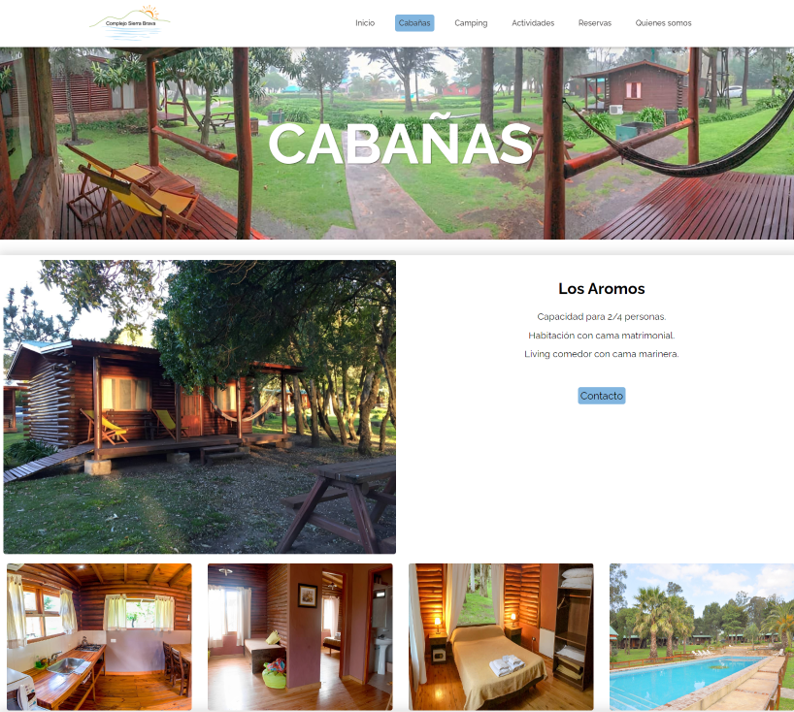 Complejo Sierra Brava
Inicio
Cabañas
Camping
Actividades
Reservas
Quienes somos
CABAÑAS
Los Aromos
Capacidad para 2/4 personas.
Habitación con cama matrimonial.
Living comedor con cama marinera.
Contacto